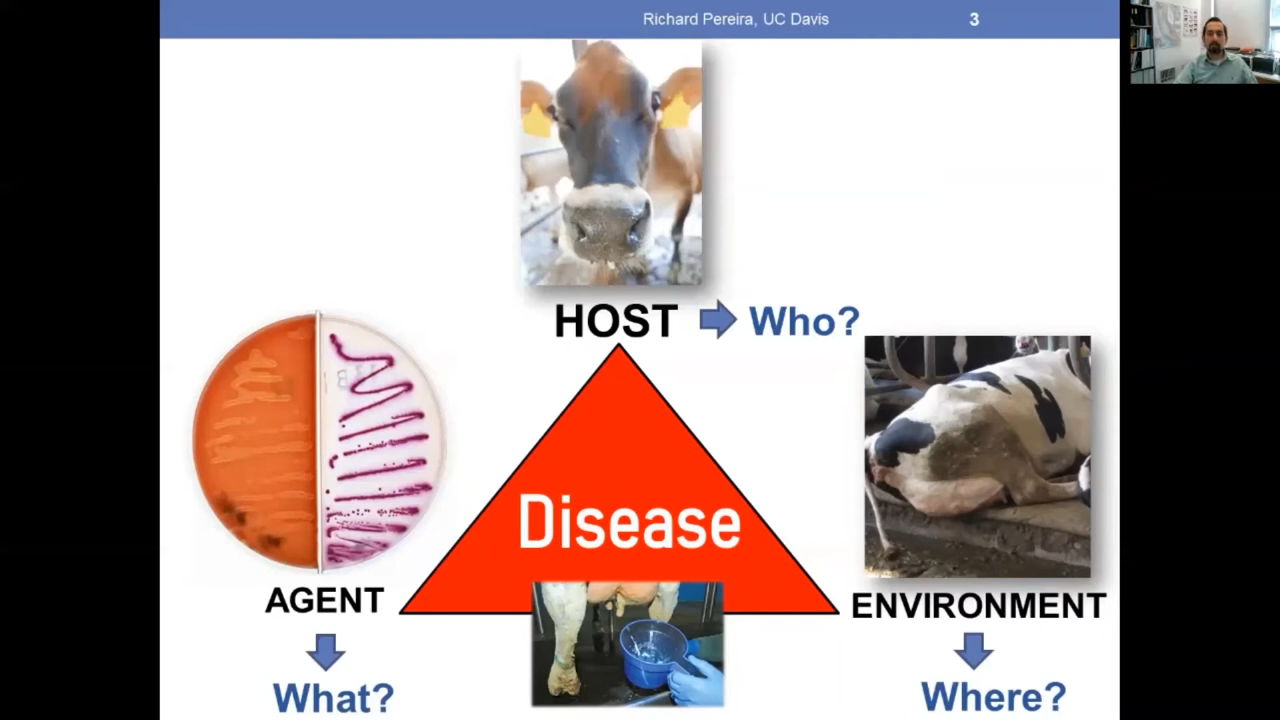 Richard Pereira, UC Davis 3
HOST Who?
Disease
AGENT
What?
ENVIRONMENT
Where?